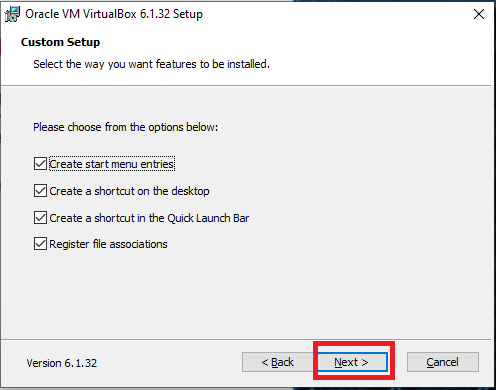 Oracle VM VirtualBox 6.1.32 Setup
Custom Setup
Select the way you want features to be installed.
Please choose from the options below:
Create start menu entries
Create a shortcut on the desktop
Create a shortcut in the Quick Launch Bar
Register file associations
Version 6.1.32
< Back
Next >
Cancel